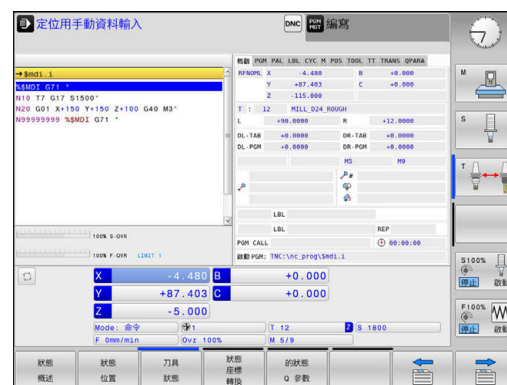 定位用手動資料輸入
DNC
PGM MGT
編寫
概觀 PGM PAL LBL CYC M POS TOOL TT TRANS QPARA
→$mdi.i
%$MDI G71 *
N10 T7 G17 S1500*
N20 G01 X+150 Y+150 Z+100 G40 M3*
N99999999 %$MDI G71 *
RFNOML X -4.480 B +0.000
Y +87.403 C +0.000
Z -115.000
T : 12 MILL_D24_ROUGH
L +90.0000 R +12.0000
DL-TAB +0.0000 DR-TAB +0.0000
DL-PGM +0.0000 DR-PGM +0.0000
M5 M9
P
LBL
LBL REP
PGM CALL 00:00:00
啟動 PGM: TNC:\nc_prog\$mdi.i
100% S-OVR
100% F-OVR LIMIT 1
X -4.480 B +0.000
Y +87.403 C +0.000
Z -5.000
Mode: 命令 1 T 12 Z S 1800
F 0mm/min Ovr 100% M 5/9
M
S
T
S100%
停止 啟動
F100%
停止 啟動
狀態 概述
狀態 位置
刀具 狀態
狀態 座標 轉換
的狀態 Q 參數